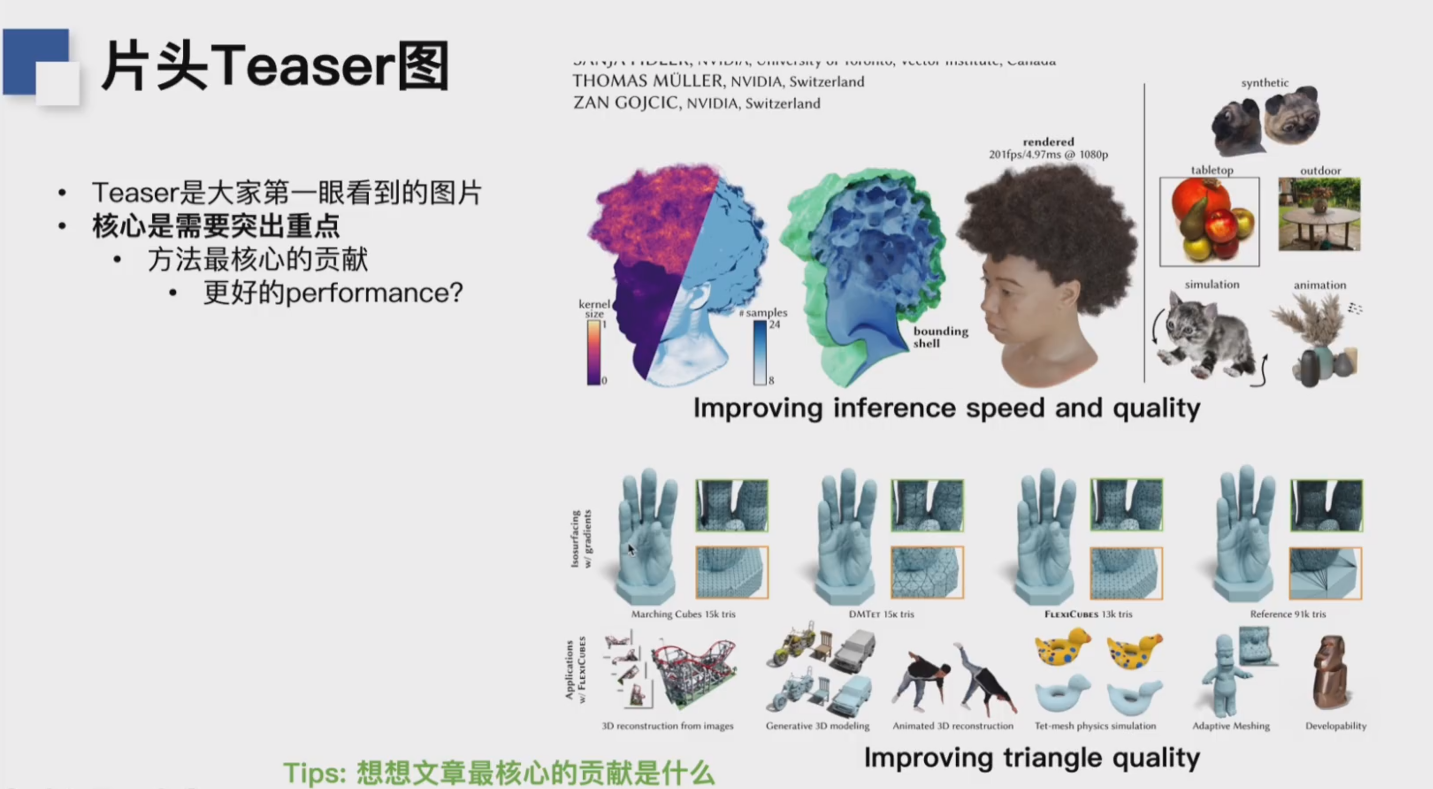 片头Teaser图
• Teaser是大家第一眼看到的图片
• 核心是需要突出重点
• 方法最核心的贡献
• 更好的performance?
SANJA FIDLER, NVIDIA, University of Toronto, Vector Institute, Canada
THOMAS MÜLLER, NVIDIA, Switzerland
ZAN GOJCIC, NVIDIA, Switzerland
rendered
201fps/4.97ms @ 1080p
kernel
size
1
0
# samples
24
8
bounding
shell
synthetic
tabletop
outdoor
simulation
animation
Improving inference speed and quality
Isosurfacing
w/ gradients
Marching Cubes 15k tris
DMTET 15K tris
FLEXICUBES 13k tris
Reference 91k tris
Applications
w/ FLEXICUBES
3D reconstruction from images
Generative 3D modeling
Animated 3D reconstruction
Tet-mesh physics simulation
Adaptive Meshing
Developability
Improving triangle quality
Tips: 想想文章最核心的贡献是什么